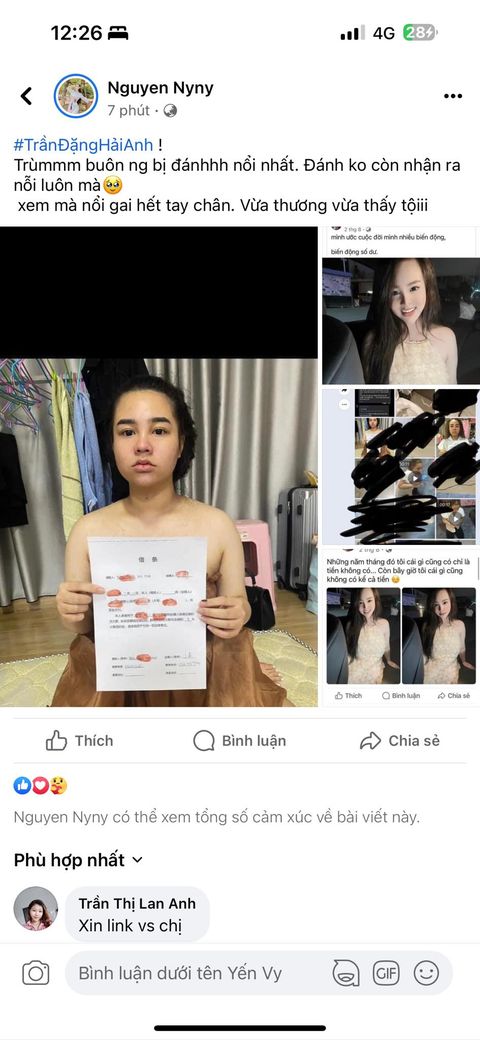 12:26
4G
28
Nguyen Nyny
7 phút
#TrầnĐặngHảiAnh !
Trùmmm buôn ng bị đánhhh nổi nhất. Đánh ko còn nhận ra
nỗi luôn mà
xem mà nổi gai hết tay chân. Vừa thương vừa thấy tộiii
2 thg 8
mình ước cuộc đời mình nhiều biến động,
biến động số dư.
借条
Những năm tháng đó tôi cái gì cũng có chỉ là
tiền không có... Còn bây giờ tôi cái gì cũng
không có kể cả tiền
Thích
Bình luận
Chia sẻ
Thích
Bình luận
Chia sẻ
Nguyen Nyny có thể xem tổng số cảm xúc về bài viết này.
Phù hợp nhất
Trần Thị Lan Anh
Xin link vs chị
Bình luận dưới tên Yến Vy
GIF